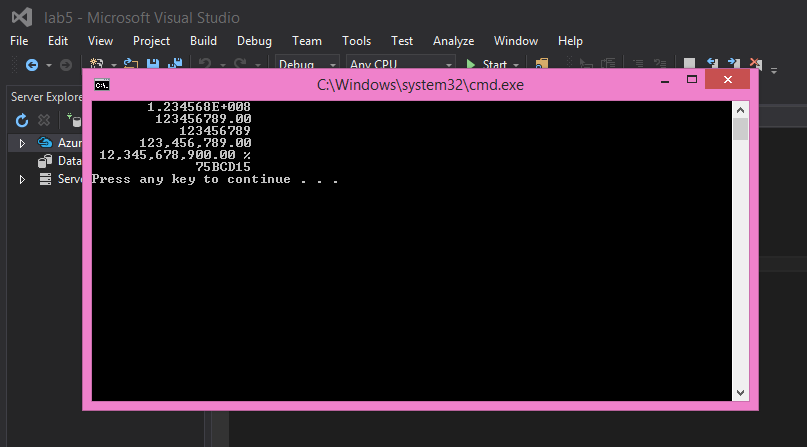 lab5 - Microsoft Visual Studio
File Edit View Project Build Debug Team Tools Test Analyze Window Help
Debug Any CPU Start
C:\Windows\system32\cmd.exe
Server Explore
Azur
Data
Serve
1.234568E+008
123456789.00
123456789
123,456,789.00
12,345,678,900.00 %
75BCD15
Press any key to continue . . .